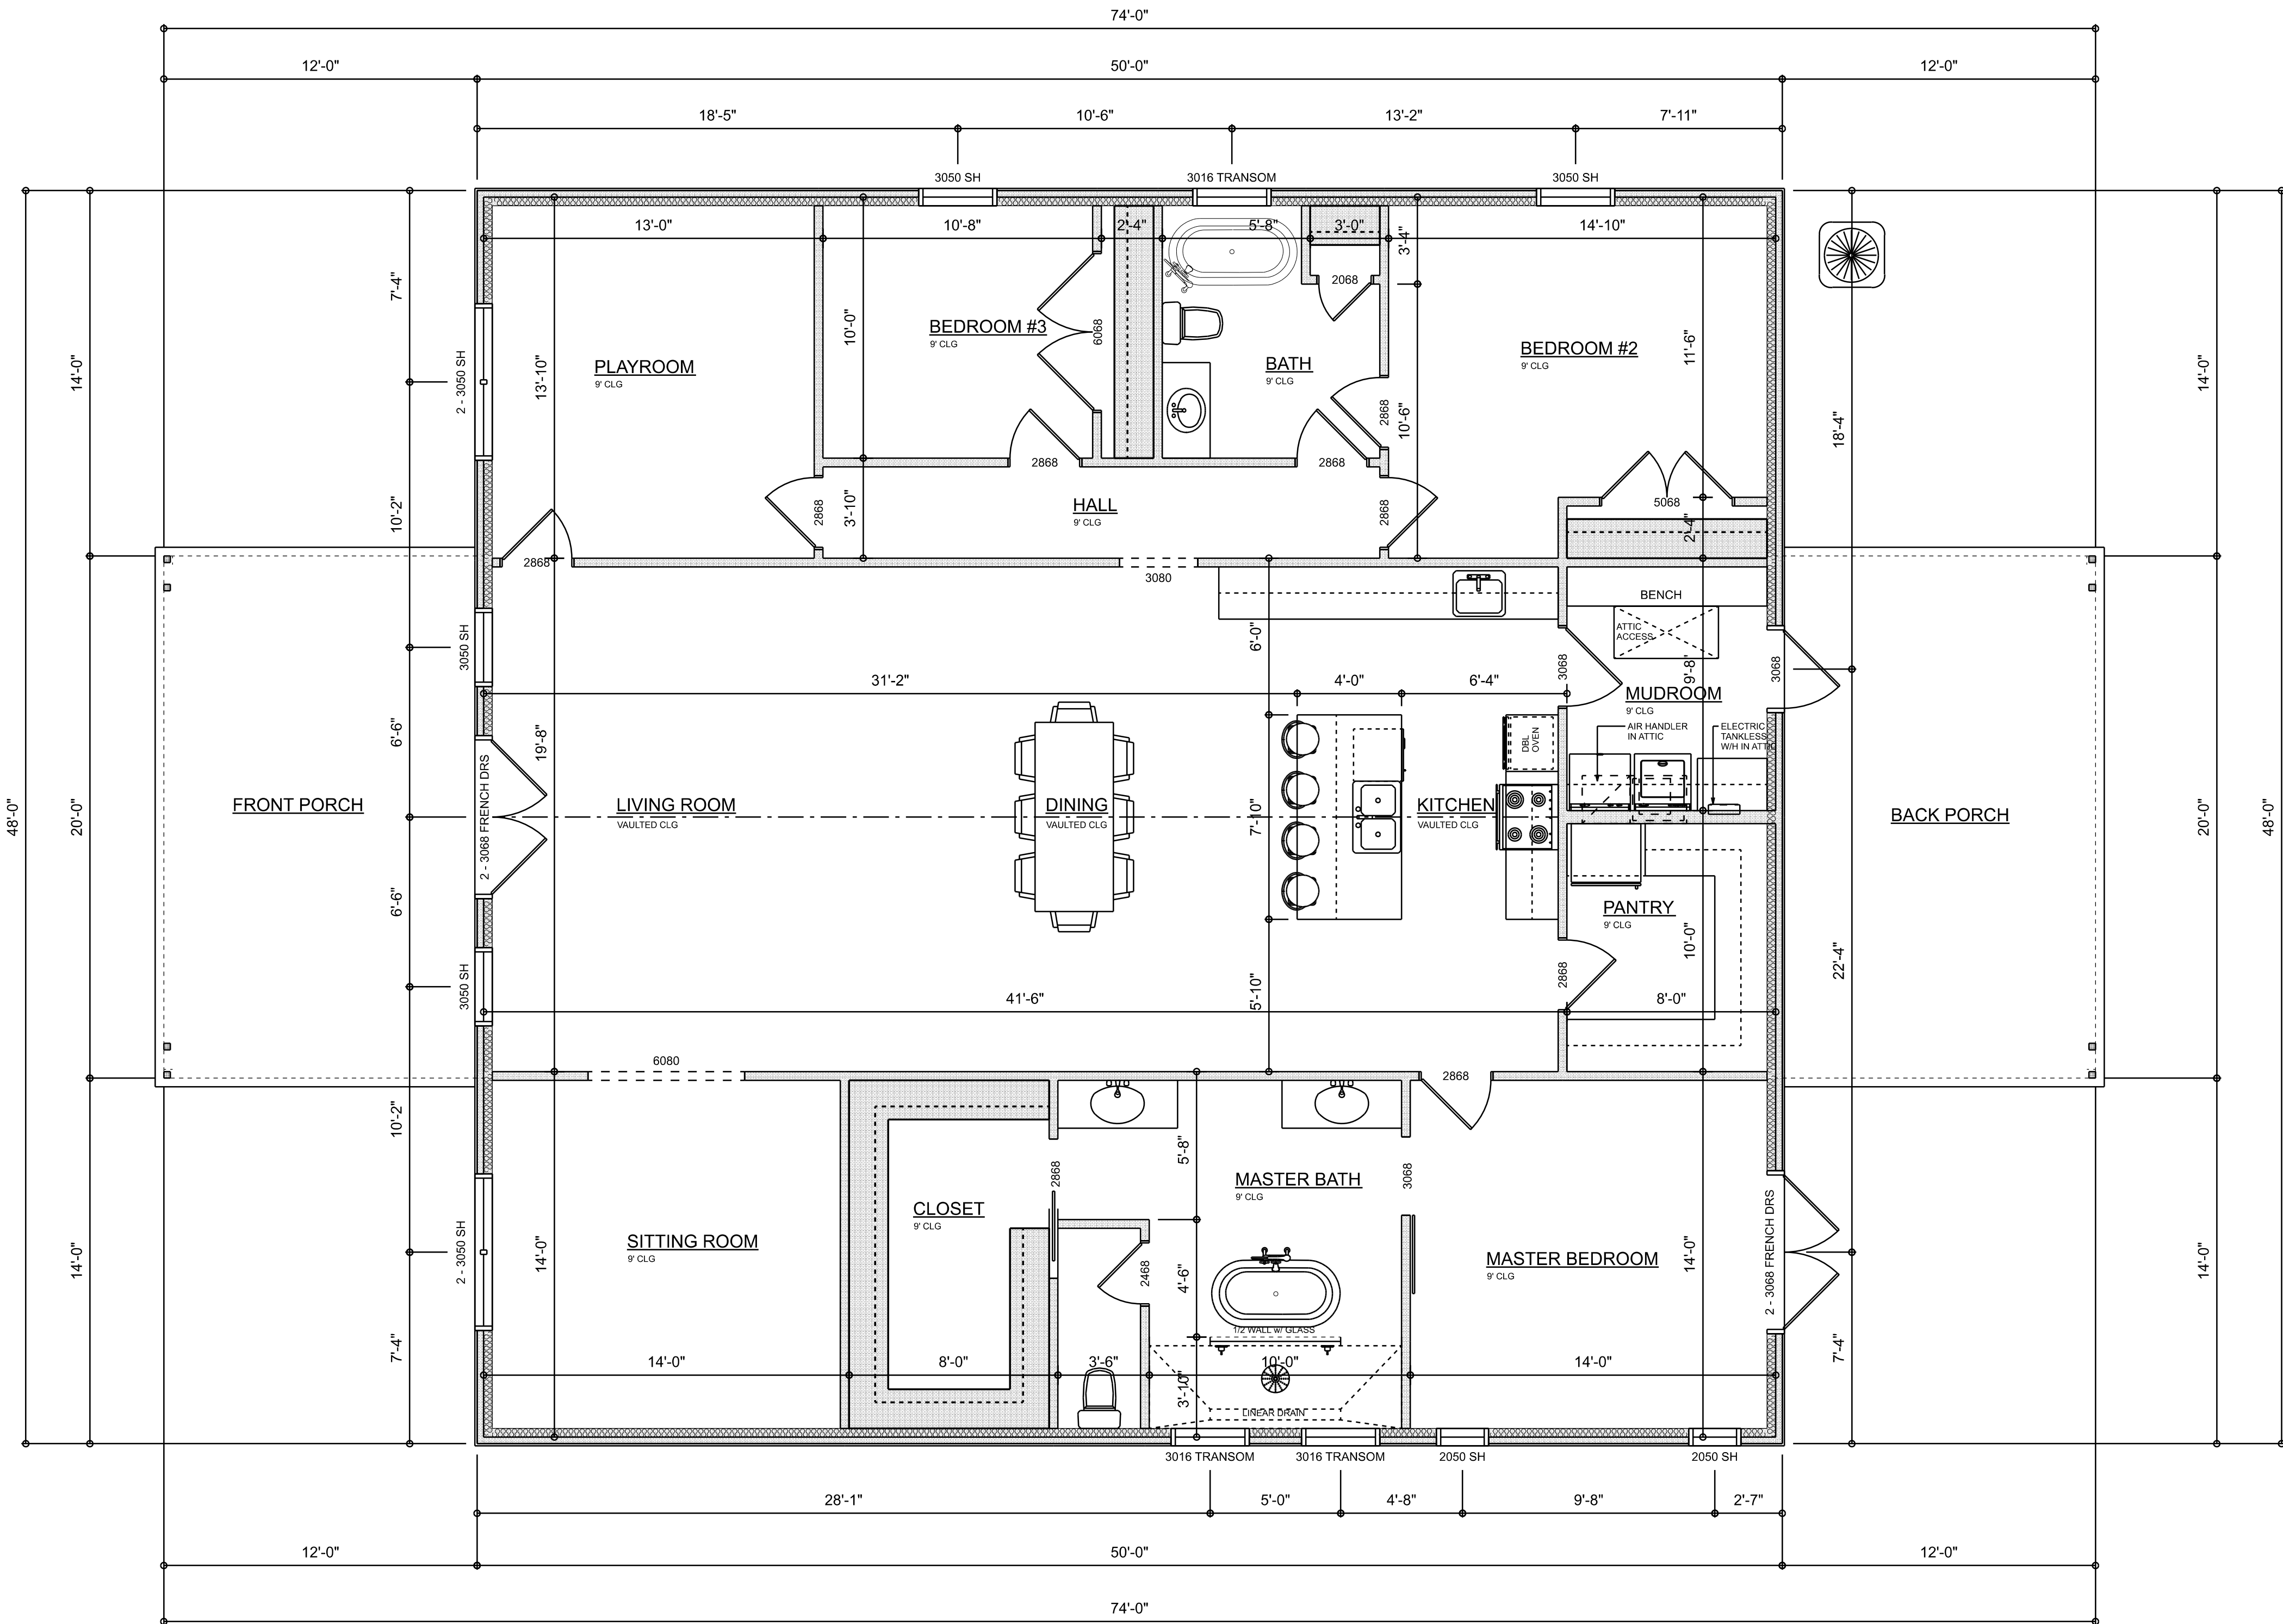 74'-0"
12'-0"
50'-0"
12'-0"
18'-5"
10'-6"
13'-2"
7'-11"
3050 SH
3016 TRANSOM
3050 SH
13'-0"
10'-8"
2'-4"
5'-8"
3'-0"
14'-10"
3'-4"
2068
7'-4"
14'-0"
2 - 3050 SH
13'-10"
PLAYROOM
9' CLG
10'-0"
BEDROOM #3
9' CLG
6068
BATH
9' CLG
2868
10'-6"
BEDROOM #2
9' CLG
11'-6"
18'-4"
14'-0"
2868
2868
10'-2"
2868
3'-10"
HALL
9' CLG
2868
5068
2'-4"
2868
3080
BENCH
ATTIC
ACCESS
3050 SH
6'-0"
3068
9'-8"
3068
31'-2"
4'-0"
6'-4"
MUDROOM
9' CLG
AIR HANDLER
IN ATTIC
ELECTRIC
TANKLESS
W/H IN ATTIC
6'-6"
19'-8"
DBL
OVEN
48'-0"
20'-0"
FRONT PORCH
2 - 3068 FRENCH DRS
LIVING ROOM
VAULTED CLG
DINING
VAULTED CLG
7'-10"
KITCHEN
VAULTED CLG
BACK PORCH
20'-0"
48'-0"
6'-6"
PANTRY
9' CLG
10'-0"
22'-4"
3050 SH
5'-10"
2868
41'-6"
8'-0"
6080
2868
10'-2"
5'-8"
2868
3068
MASTER BATH
9' CLG
CLOSET
9' CLG
14'-0"
2 - 3050 SH
SITTING ROOM
9' CLG
14'-0"
4'-6"
2468
MASTER BEDROOM
9' CLG
14'-0"
2 - 3068 FRENCH DRS
14'-0"
1/2 WALL w/ GLASS
7'-4"
7'-4"
14'-0"
8'-0"
3'-6"
10'-0"
14'-0"
3'-10"
LINEAR DRAIN
3016 TRANSOM
3016 TRANSOM
2050 SH
2050 SH
28'-1"
5'-0"
4'-8"
9'-8"
2'-7"
12'-0"
50'-0"
12'-0"
74'-0"